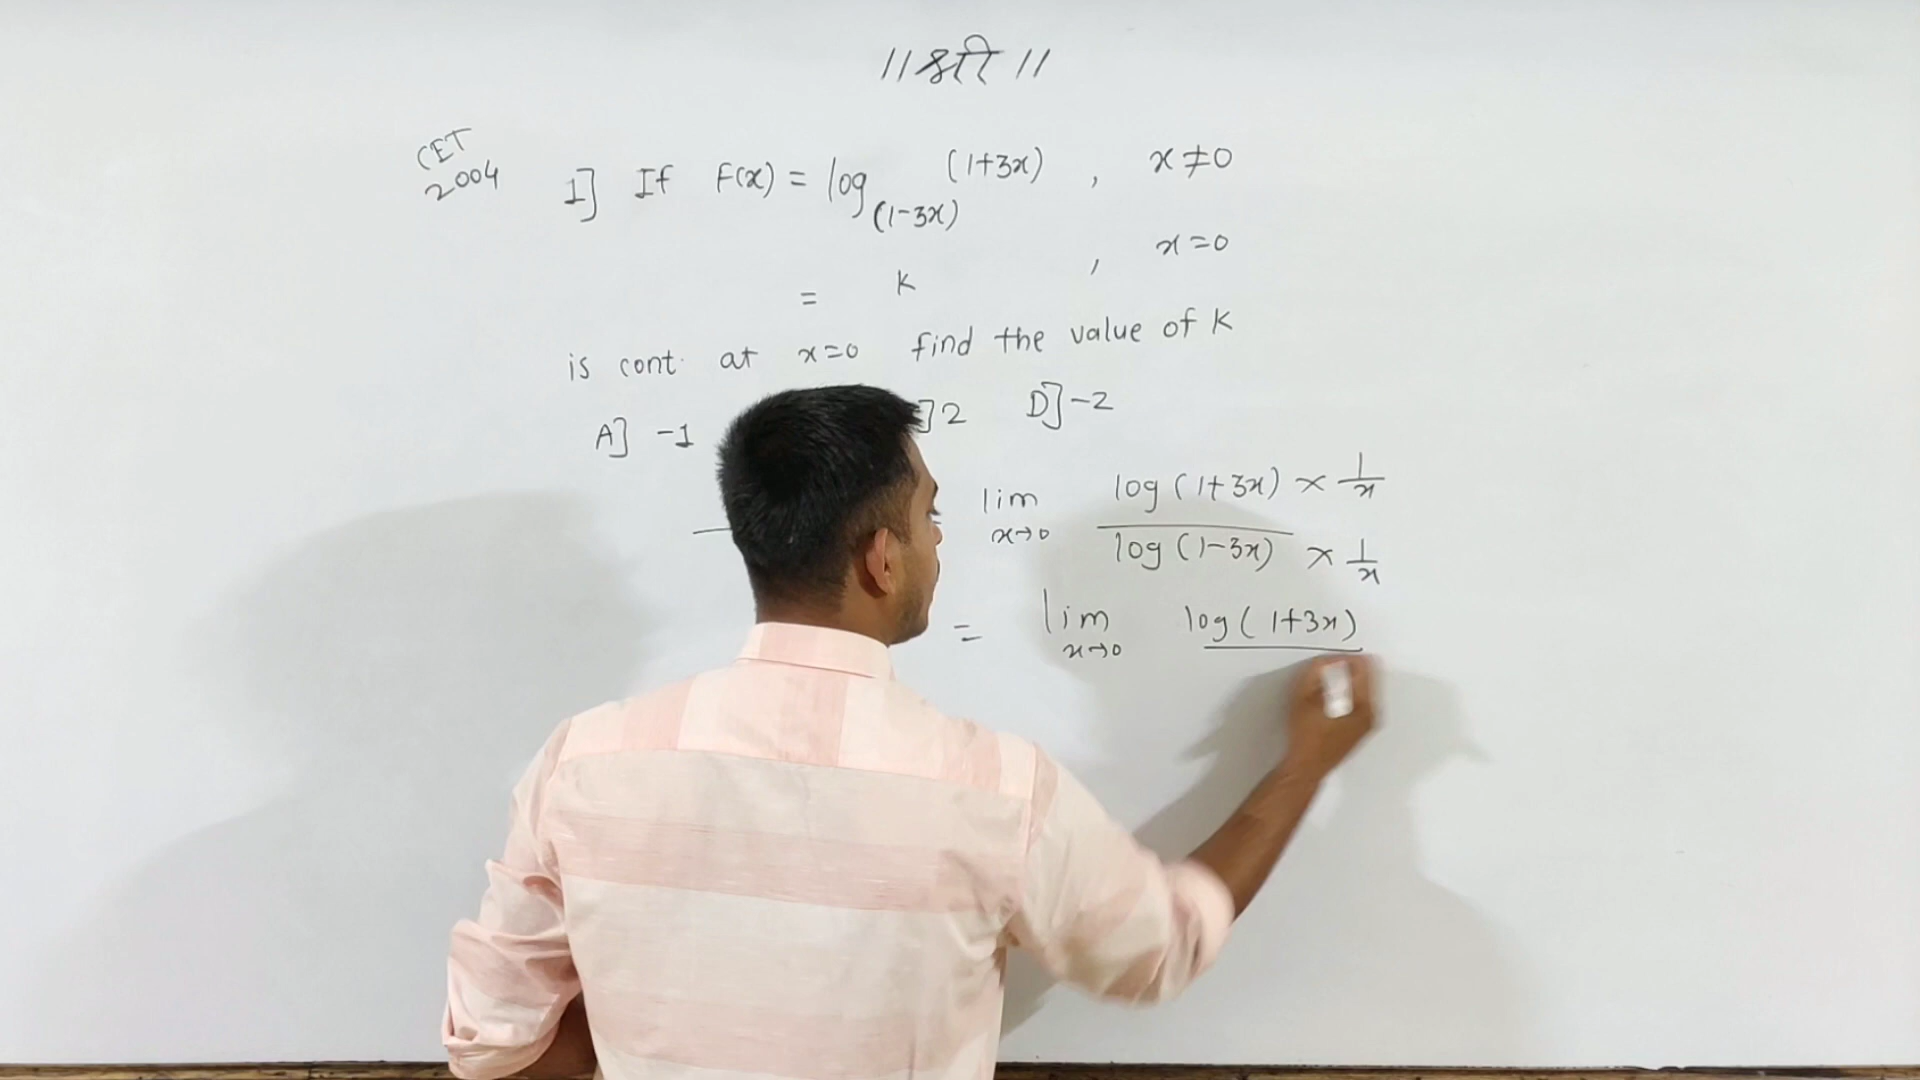 ॥ श्री ॥
CET
2004
1] If F(x) = log(1-3x) (1+3x) , x ≠ 0
= K , x = 0
is cont. at x=0 find the value of K
A] -1 ]2 D] -2
lim x→0 log(1+3x) × 1/x
log(1-3x) × 1/x
= lim x→0 log(1+3x)